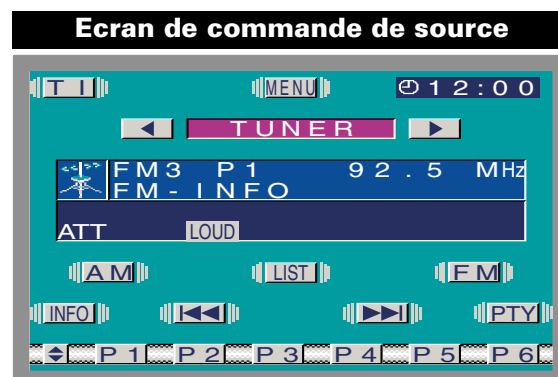 Ecran de commande de source
TI MENU 12:00
TUNER
FM3 P1 92.5 MHz
FM-INFO
ATT LOUD
AM LIST FM
INFO PTY
P1 P2 P3 P4 P5 P6